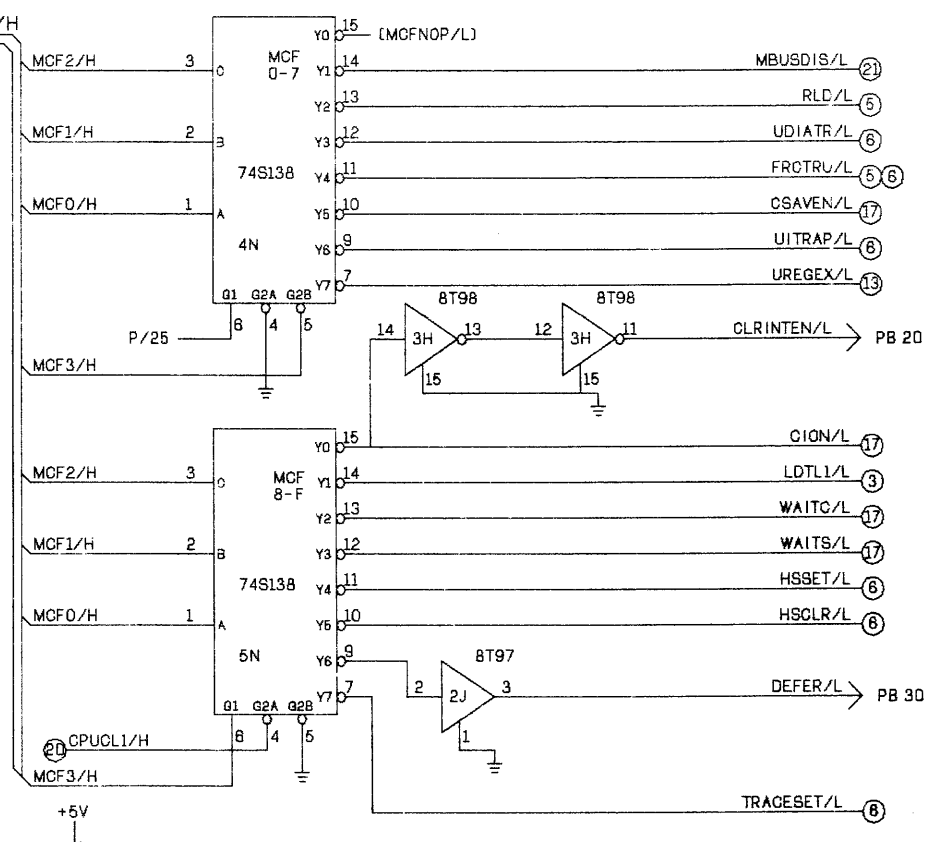 /H
MCF2/H 3 C MCF 0-7 Y0 15 [MCFNOP/L]
Y1 14 MBUSDIS/L 21
Y2 13 RLD/L 5
MCF1/H 2 B Y3 12 UDIATR/L 6
74S138 Y4 11 FRCTRU/L 5 6
MCF0/H 1 A Y5 10 CSAVEN/L 17
4N Y6 9 UITRAP/L 6
Y7 7 UREGEX/L 13
G1 G2A G2B
6 4 5
P/25
MCF3/H
8T98 8T98
14 3H 13 12 3H 11 CLRINTEN/L PB 20
15 15
Y0 15 CION/L 17
MCF2/H 3 C MCF 8-F Y1 14 LDTL1/L 3
Y2 13 WAITC/L 17
MCF1/H 2 B Y3 12 WAITS/L 17
74S138 Y4 11 HSSET/L 6
MCF0/H 1 A Y5 10 HSCLR/L 6
5N Y6 9 8T97
2 2J 3 DEFER/L PB 30
1
Y7 7
G1 G2A G2B
6 4 5
20 CPUCL1/H
MCF3/H
TRACESET/L 6
+5V